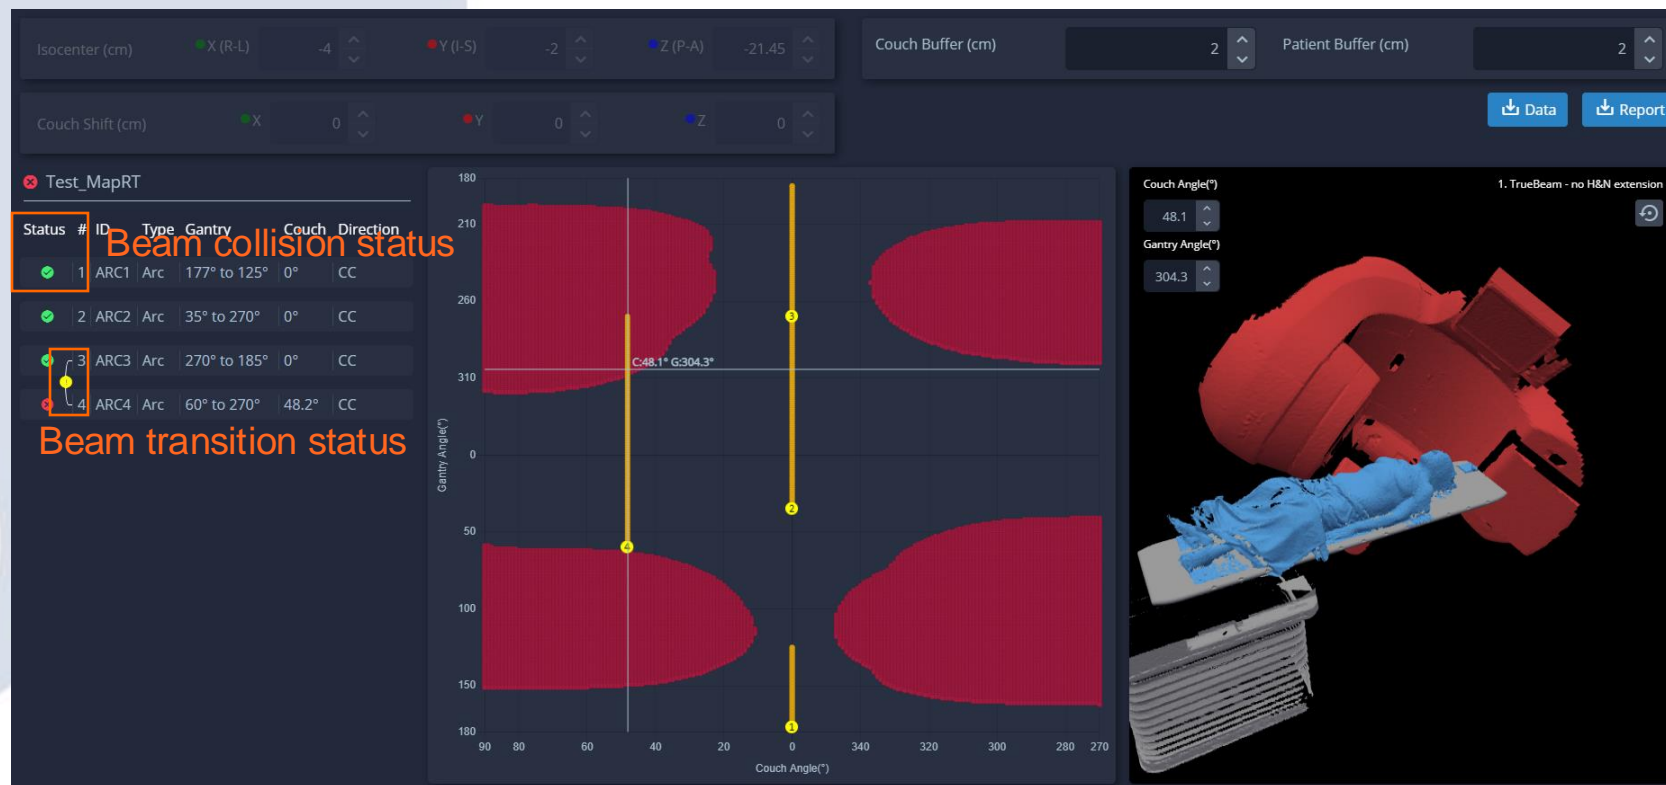 Isocenter (cm) X (R-L) -4 Y (I-S) -2 Z (P-A) -21.45
Couch Buffer (cm) 2 Patient Buffer (cm) 2
Couch Shift (cm) X 0 Y 0 Z 0
Data Report
Test_MapRT
Status # ID Type Gantry Couch Direction
Beam collision status
1 ARC1 Arc 177° to 125° 0° CC
2 ARC2 Arc 35° to 270° 0° CC
3 ARC3 Arc 270° to 185° 0° CC
4 ARC4 Arc 60° to 270° 48.2° CC
Beam transition status
180
210
260
310
0
50
100
150
180
Gantry Angle(°)
C:48.1° G:304.3°
3
2
4
1
90 80 60 40 20 0 340 320 300 280 270
Couch Angle(°)
Couch Angle(°)
48.1
Gantry Angle(°)
304.3
1. TrueBeam - no H&N extension